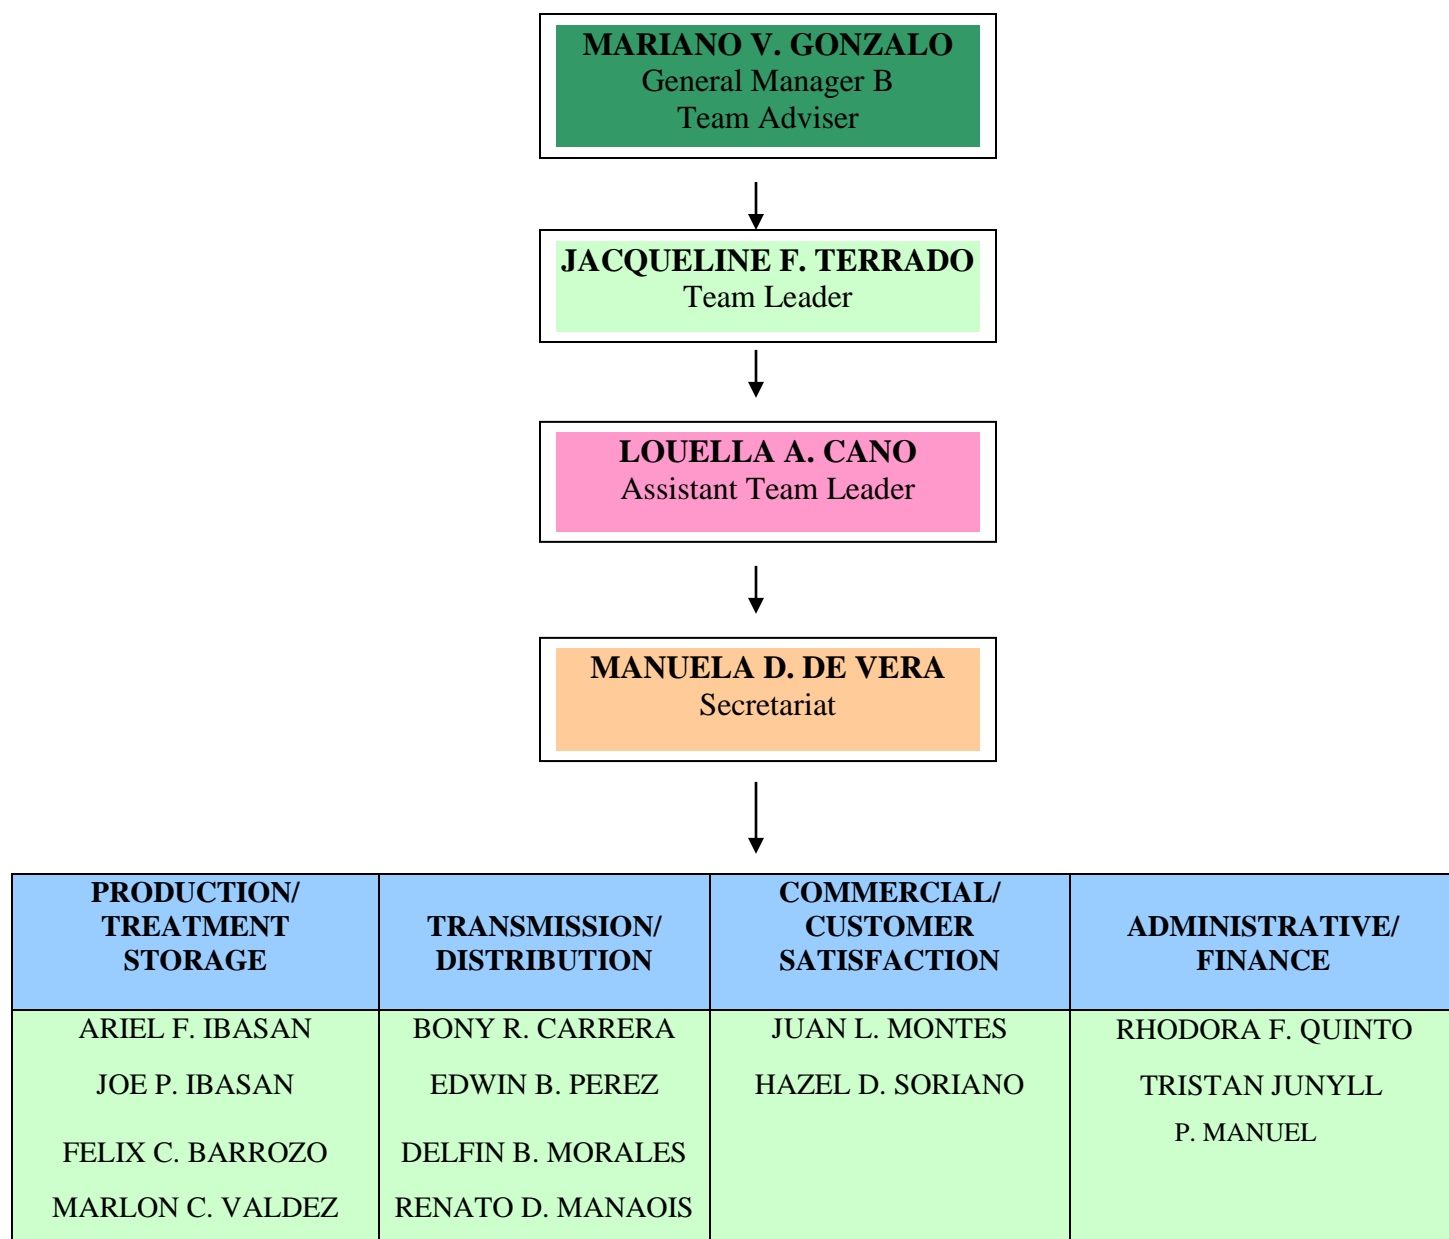 MARIANO V. GONZALO
General Manager B
Team Adviser
JACQUELINE F. TERRADO
Team Leader
LOUELLA A. CANO
Assistant Team Leader
MANUELA D. DE VERA
Secretariat
PRODUCTION/
TREATMENT
STORAGE
TRANSMISSION/
DISTRIBUTION
COMMERCIAL/
CUSTOMER
SATISFACTION
ADMINISTRATIVE/
FINANCE
ARIEL F. IBASAN
JOE P. IBASAN
FELIX C. BARROZO
MARLON C. VALDEZ
BONY R. CARRERA
EDWIN B. PEREZ
DELFIN B. MORALES
RENATO D. MANAOIS
JUAN L. MONTES
HAZEL D. SORIANO
RHODORA F. QUINTO
TRISTAN JUNYLL
P. MANUEL